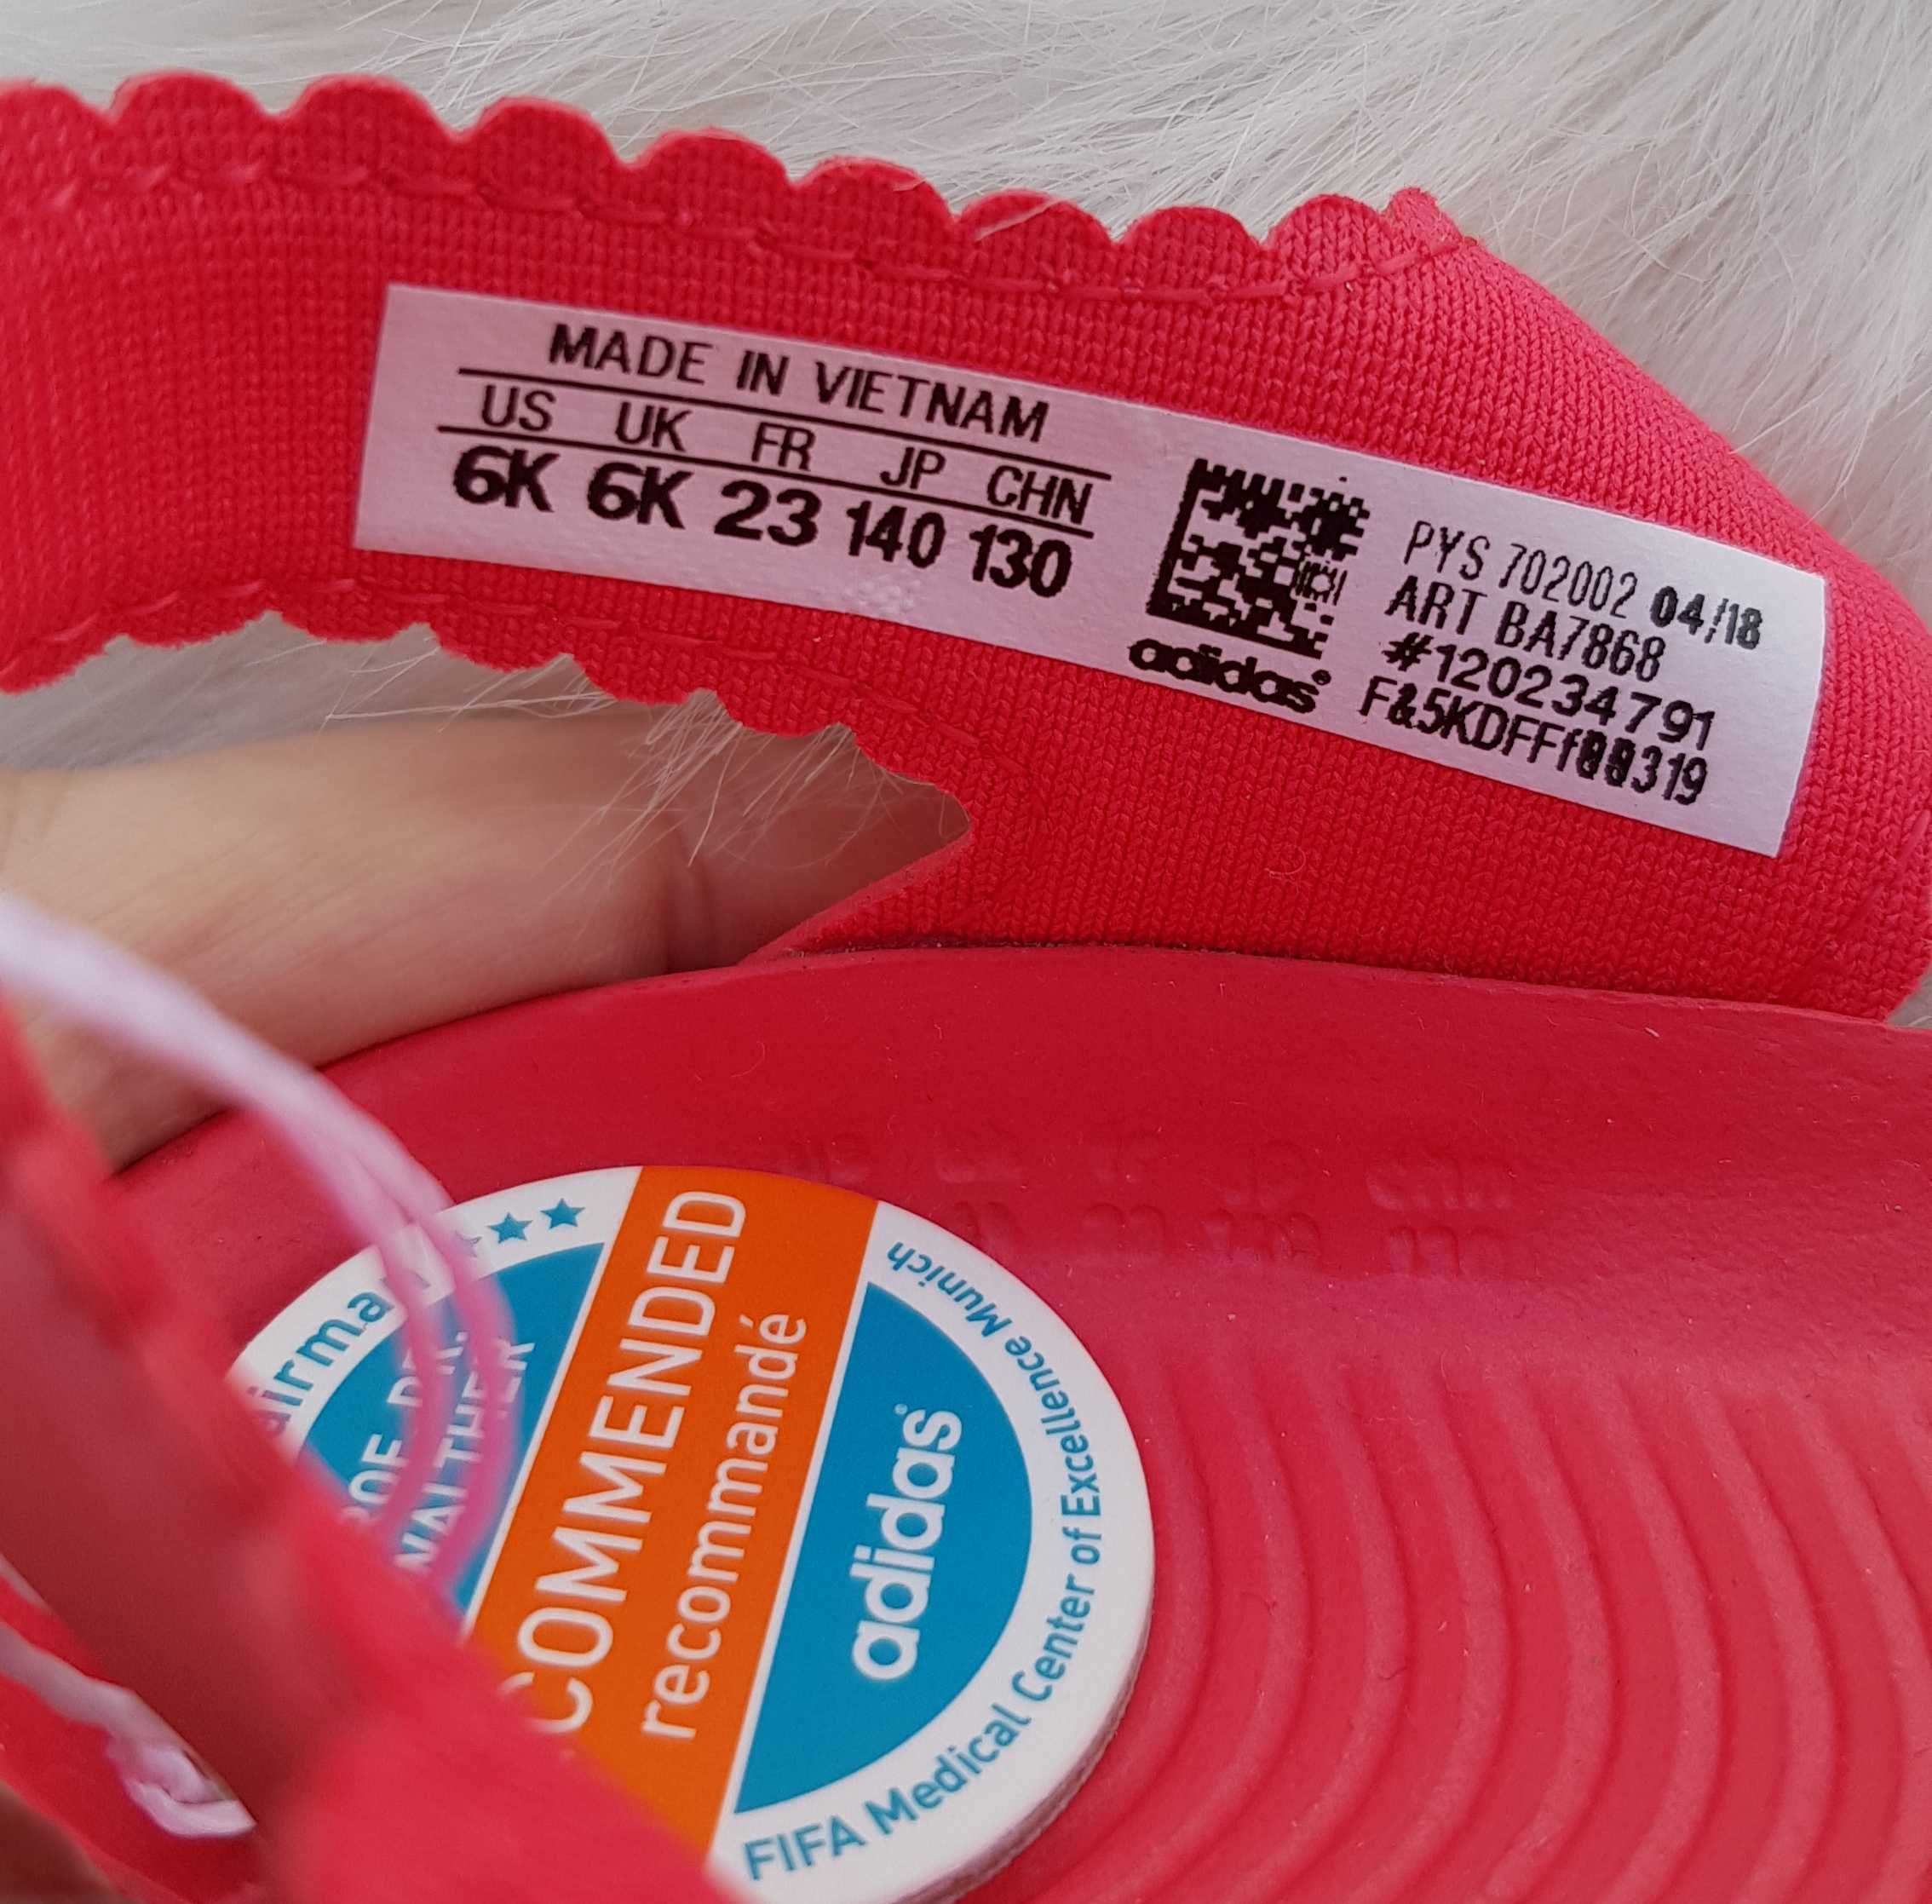 MADE IN VIETNAM
US UK FR JP CHN
6K 6K 23 140 130
adidas
PYS 702002 04/18
ART BA7868
#120234791
COMMENDED
recommandé
adidas
FIFA Medical Center of Excellence Munich